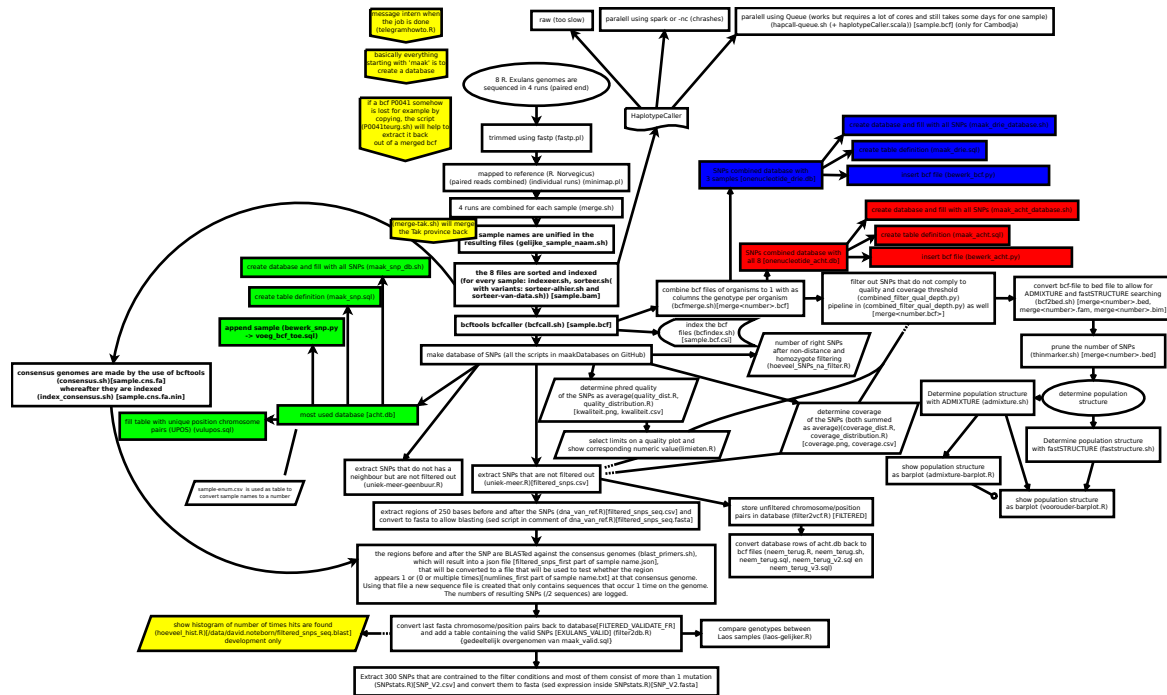 message intern when
the job is done
(telegramhowto.R)
basically everything
starting with 'maak' is to
create a database
if a bcf P0041 somehow
is lost for example by
copying, the script
(P0041teurg.sh) will help to
extract it back
out of a merged bcf
raw (too slow)
paralell using spark or -nc (chrashes)
paralel using Queue (works but requires a lot of cores and still takes some days for one sample)
(hapcall-queue.sh (+ haplotypeCaller.scala)) [sample.bcf] (only for Cambodja)
8 R. Exulans genomes are
sequenced in 4 runs (paired end)
HaplotypeCaller
trimmed using fastp (fastp.pl)
mapped to reference (R. Norvegicus)
(paired reads combined) (individual runs) (minimap.pl)
4 runs are combined for each sample (merge.sh)
(merge-tak.sh) will merge
the Tak province back
sample names are unified in the
resulting files (gelijke_sample_naam.sh)
the 8 files are sorted and indexed
(for every sample: indexeer.sh, sorteer.sh(
with variants: sorteer-alhier.sh and
sorteer-van-data.sh)) [sample.bam]
bcftools bcfcaller (bcfcall.sh) [sample.bcf]
make database of SNPs (all the scripts in maakDatabases on GitHub)
SNPs combined database with
insert bcf file
create database and fill with all SNPs (maak_acht_database.sh)
create table definition (maak_acht.sql)
insert bcf file (bewerk_acht.py)
SNPs combined database with
all 8 [onenucleotide_acht.db]
combine bcf files of organisms to 1 with as
columns the genotype per organism
(bcfmerge.sh)[merge<number>.bcf]
index the bcf
files (bcfindex.sh)
[sample.bcf.csi]
filter out SNPs that do not comply to
quality and coverage threshold
(combined_filter_qual_depth.py)
pipeline in (combined_filter_qual_depth.py) as well
[merge<number.bcf>]
convert bcf-file to bed file to allow for
ADMIXTURE and fastSTRUCTURE searching
(bcf2bed.sh)[merge<number>.bed,
merge<number>.fam, merge<number>.bim]
prune the number of SNPs
(thinmarker.sh) [merge<number>.bed]
determine population
structure
Determine population structure
with ADMIXTURE (admixture.sh)
Determine population structure
with fastSTRUCTURE (faststructure.sh)
show population structure
as barplot (admixture-barplot.R)
show population structure
as barplot (voorouder-barplot.R)
create database and fill with all SNPs (maak_snp_db.sh)
create table definition (maak_snp.sql)
append sample (bewerk_snp.py
-> voeg_bcf_toe.sql)
consensus genomes are made by the use of bcftools
(consensus.sh)[sample.cns.fa]
whereafter they are indexed
(index_consensus.sh) [sample.cns.fa.nin]
most used database [acht.db]
fill table with unique position chromosome
pairs (UPOS) (vulupos.sql)
sample-enum.csv is used as table to
convert sample names to a number
number of right SNPs
after non-distance and
homozygote filtering
(hoeveel_SNPs_na_filter.R)
determine phred quality
of the SNPs as average(quality_dist.R,
quality_distribution.R)
[kwaliteit.png, kwaliteit.csv]
select limits on a quality plot and
show corresponding numeric value(limieten.R)
determine coverage
of the SNPs (both summed
as average)(coverage_dist.R,
coverage_distribution.R)
[coverage.png, coverage.csv]
extract SNPs that do not has a
neighbour but are not filtered out
(uniek-meer-geenbuur.R)
extract SNPs that are not filtered out
(uniek-meer.R)[filtered_snps.csv]
store unfiltered chromosome/position
pairs in database (filter2vcf.R) [FILTERED]
convert database rows of acht.db back to
bcf files (neem_terug.R, neem_terug.sh,
neem_terug.sql, neem_terug_v2.sql en
neem_terug_v3.sql)
extract regions of 250 bases before and after the SNPs (dna_van_ref.R)[filtered_snps_seq.csv] and
convert to fasta to allow blasting (sed script in comment of dna_van_ref.R)[filtered_snps_seq.fasta]
the regions before and after the SNP are BLASTed against the consensus genomes (blast_primers.sh),
which will result into a json file [filtered_snps_first part of sample name.json],
that will be converted to a file that will be used to test whether the region
appears 1 or (0 or multiple times)[numlines_first part of sample name.txt] at that consensus genome.
Using that file a new sequence file is created that only contains sequences that occur 1 time on the genome.
The numbers of resulting SNPs (/2 sequences) are logged.
show histogram of number of times hits are found
(hoeveel_hist.R)[/data/david.noteborn/filtered_snps_seq.blast]
development only
convert last fasta chromosome/position pairs back to database[FILTERED_VALIDATE_FR]
and add a table containing the valid SNPs [EXULANS_VALID] (filter2db.R)
{gedeeltelijk overgenomen van maak_valid.sql}
compare genotypes between
Laos samples (laos-gelijker.R)
Extract 300 SNPs that are contrained to the filter conditions and most of them consist of more than 1 mutation
(SNPstats.R)[SNP_V2.csv] and convert them to fasta (sed expression inside SNPstats.R)[SNP_V2.fasta]